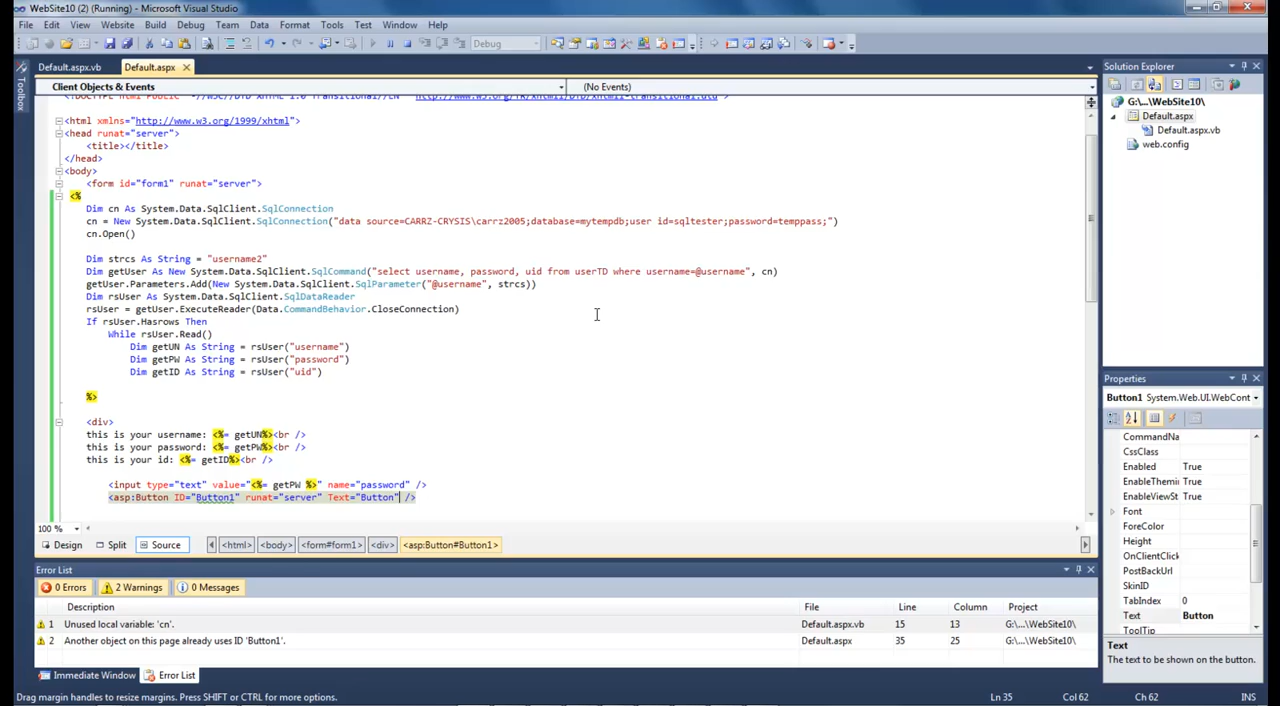 WebSite10 (2) (Running) - Microsoft Visual Studio
File Edit View Website Build Debug Team Data Format Tools Test Window Help
Debug
Default.aspx.vb Default.aspx
Toolbox
Client Objects & Events (No Events)
<html xmlns="http://www.w3.org/1999/xhtml">
<head runat="server">
<title></title>
</head>
<body>
<form id="form1" runat="server">
<%
Dim cn As System.Data.SqlClient.SqlConnection
cn = New System.Data.SqlClient.SqlConnection("data source=CARRZ-CRYSIS\carrz2005;database=mytempdb;user id=sqltester;password=temppass;")
cn.Open()
Dim strcs As String = "username2"
Dim getUser As New System.Data.SqlClient.SqlCommand("select username, password, uid from userTD where username=@username", cn)
getUser.Parameters.Add(New System.Data.SqlClient.SqlParameter("@username", strcs))
Dim rsUser As System.Data.SqlClient.SqlDataReader
rsUser = getUser.ExecuteReader(Data.CommandBehavior.CloseConnection)
If rsUser.Hasrows Then
While rsUser.Read()
Dim getUN As String = rsUser("username")
Dim getPW As String = rsUser("password")
Dim getID As String = rsUser("uid")
%>
<div>
this is your username: <%= getUN%><br />
this is your password: <%= getPW%><br />
this is your id: <%= getID%><br />
<input type="text" value="<%= getPW %>" name="password" />
<asp:Button ID="Button1" runat="server" Text="Button" />
100 %
Design Split Source <html> <body> <form#form1> <div> <asp:Button#Button1>
Error List
0 Errors 2 Warnings 0 Messages
Description File Line Column Project
1 Unused local variable: 'cn'. Default.aspx.vb 15 13 G:\...\WebSite10\
2 Another object on this page already uses ID 'Button1'. Default.aspx 35 25 G:\...\WebSite10\
Immediate Window Error List
Drag margin handles to resize margins. Press SHIFT or CTRL for more options. Ln 35 Col 62 Ch 62 INS
Solution Explorer
G:\...\WebSite10\
Default.aspx
Default.aspx.vb
web.config
Properties
Button1 System.Web.UI.WebCont
CommandNa
CssClass
Enabled True
EnableThemin True
EnableViewSt True
Font
ForeColor
Height
OnClientClick
PostBackUrl
SkinID
TabIndex 0
Text Button
ToolTip
Text
The text to be shown on the button.